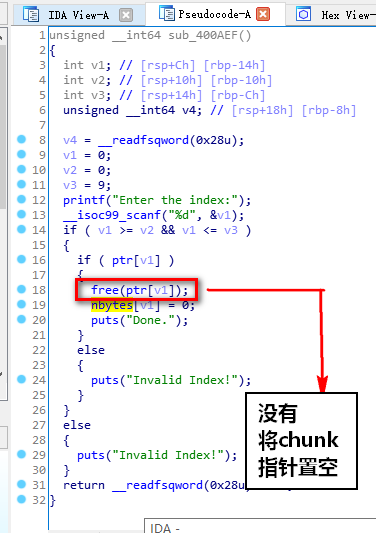 IDA View-A
Pseudocode-A
Hex View-
1 unsigned __int64 sub_400AEF()
2 {
3 int v1; // [rsp+Ch] [rbp-14h]
4 int v2; // [rsp+10h] [rbp-10h]
5 int v3; // [rsp+14h] [rbp-Ch]
6 unsigned __int64 v4; // [rsp+18h] [rbp-8h]
7
8 v4 = __readfsqword(0x28u);
9 v1 = 0;
10 v2 = 0;
11 v3 = 9;
12 printf("Enter the index:");
13 __isoc99_scanf("%d", &v1);
14 if ( v1 >= v2 && v1 <= v3 )
15 {
16 if ( ptr[v1] )
17 {
18 free(ptr[v1]);
19 nbytes[v1] = 0;
20 puts("Done.");
21 }
22 else
23 {
24 puts("Invalid Index!");
25 }
26 }
27 else
28 {
29 puts("Invalid Index!");
30 }
31 return __readfsqword(0x28u)
32 }
没有
将chunk
指针置空
IDA -